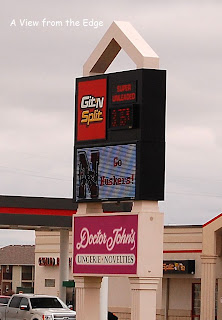 A View from the Edge
Git N
Split
SUPER
UNLEADED
N
Go
Huskers!
Doctor John's
LINGERIE • NOVELTIES